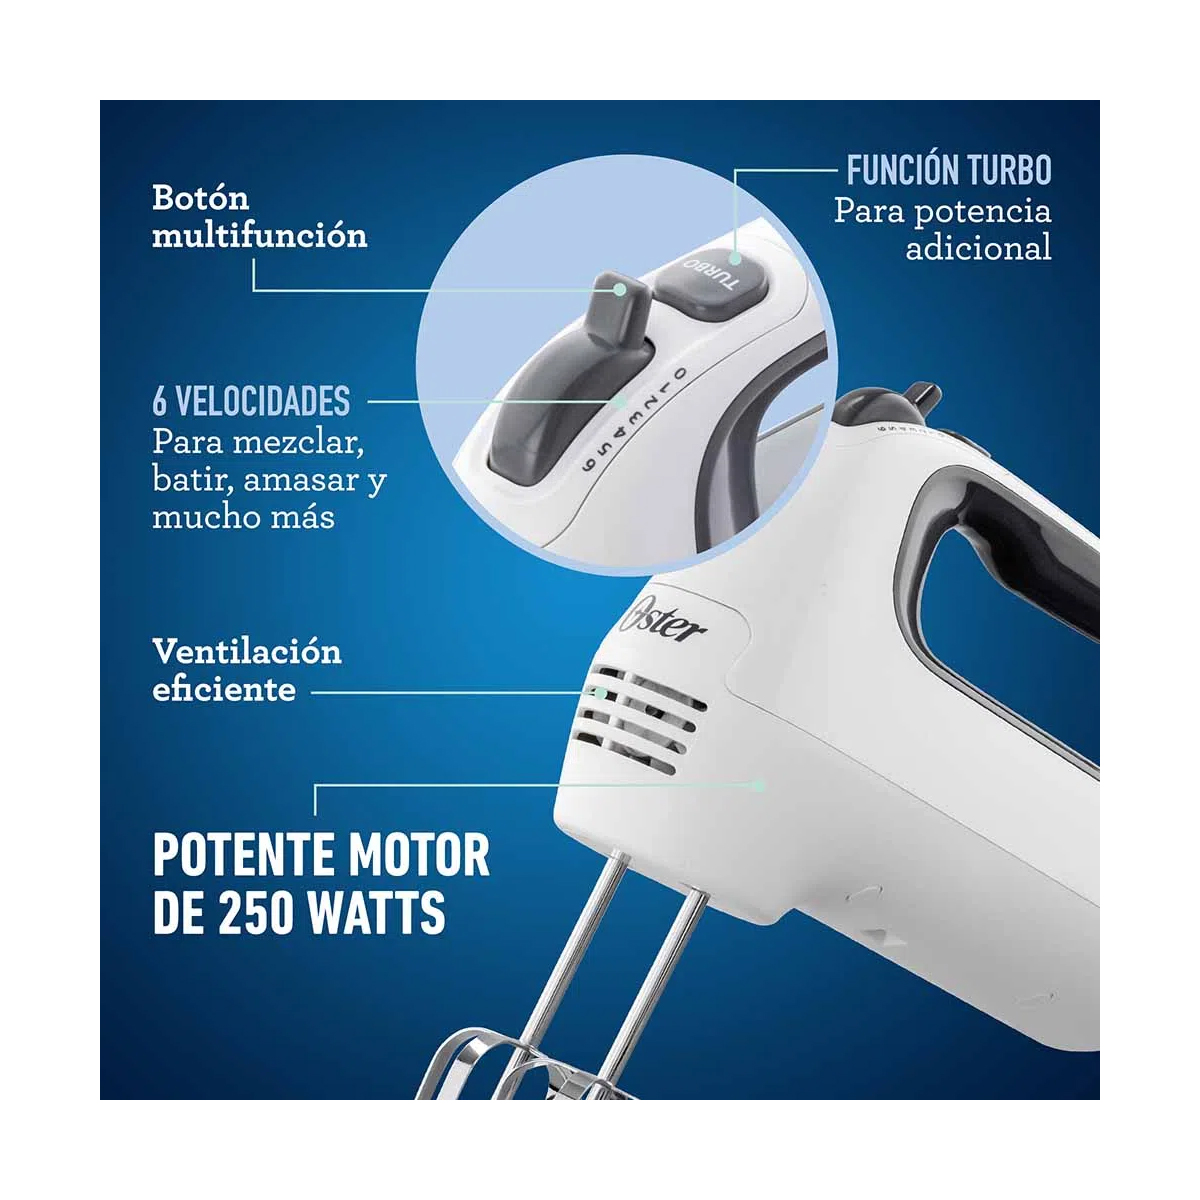 Botón
multifunción
FUNCIÓN TURBO
Para potencia
adicional
TURBO
0 1 2 3 4 5 6
6 VELOCIDADES
Para mezclar,
batir, amasar y
mucho más
Oster
Ventilación
eficiente
POTENTE MOTOR
DE 250 WATTS